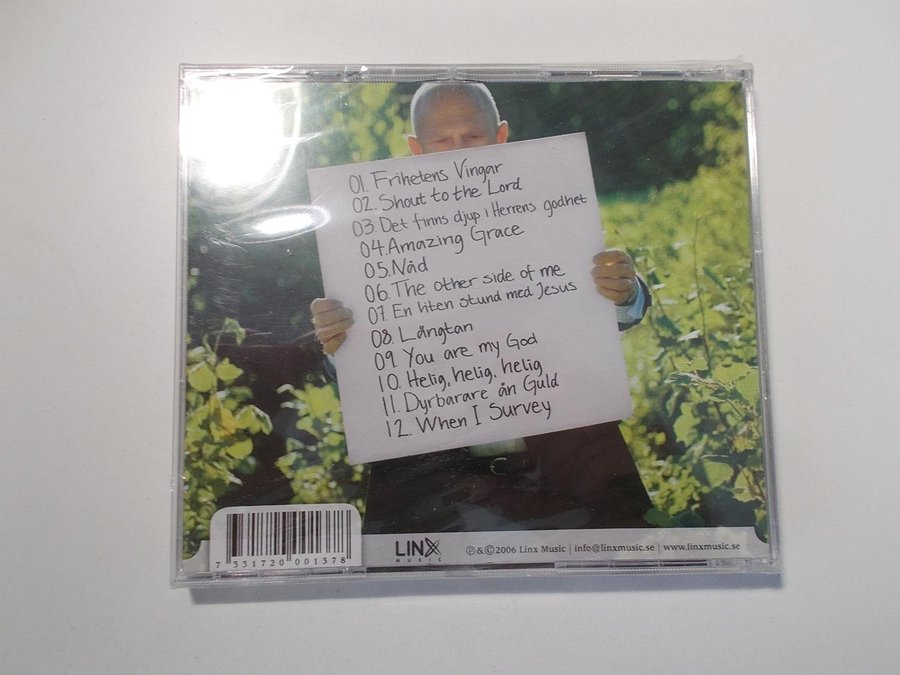 01. Frihetens Vingar
02. Shout to the Lord
03. Det finns djup i Herrens godhet
04. Amazing Grace
05. Nåd
06. The other side of me
07. En liten stund med Jesus
08. Längtan
09. You are my God
10. Helig, helig, helig
11. Dyrbarare än Guld
12. When I Survey
LINX
MUSIC
℗&©2006 Linx Music | info@linxmusic.se | www.linxmusic.se
7 331720 001378